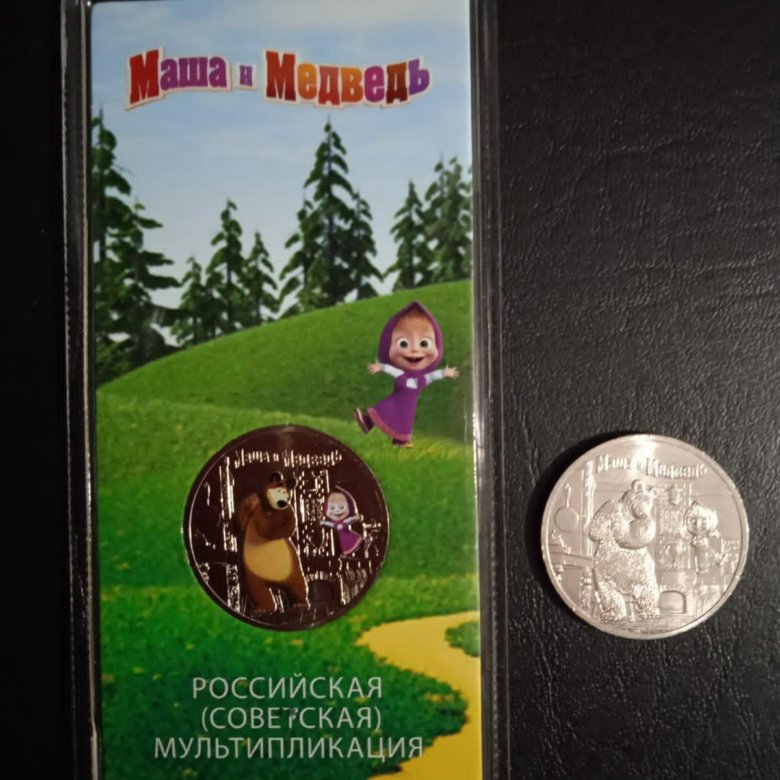 Маша и Медведь
Маша и Медведь
Маша и Медведь
РОССИЙСКАЯ
(СОВЕТСКАЯ)
МУЛЬТИПЛИКАЦИЯ